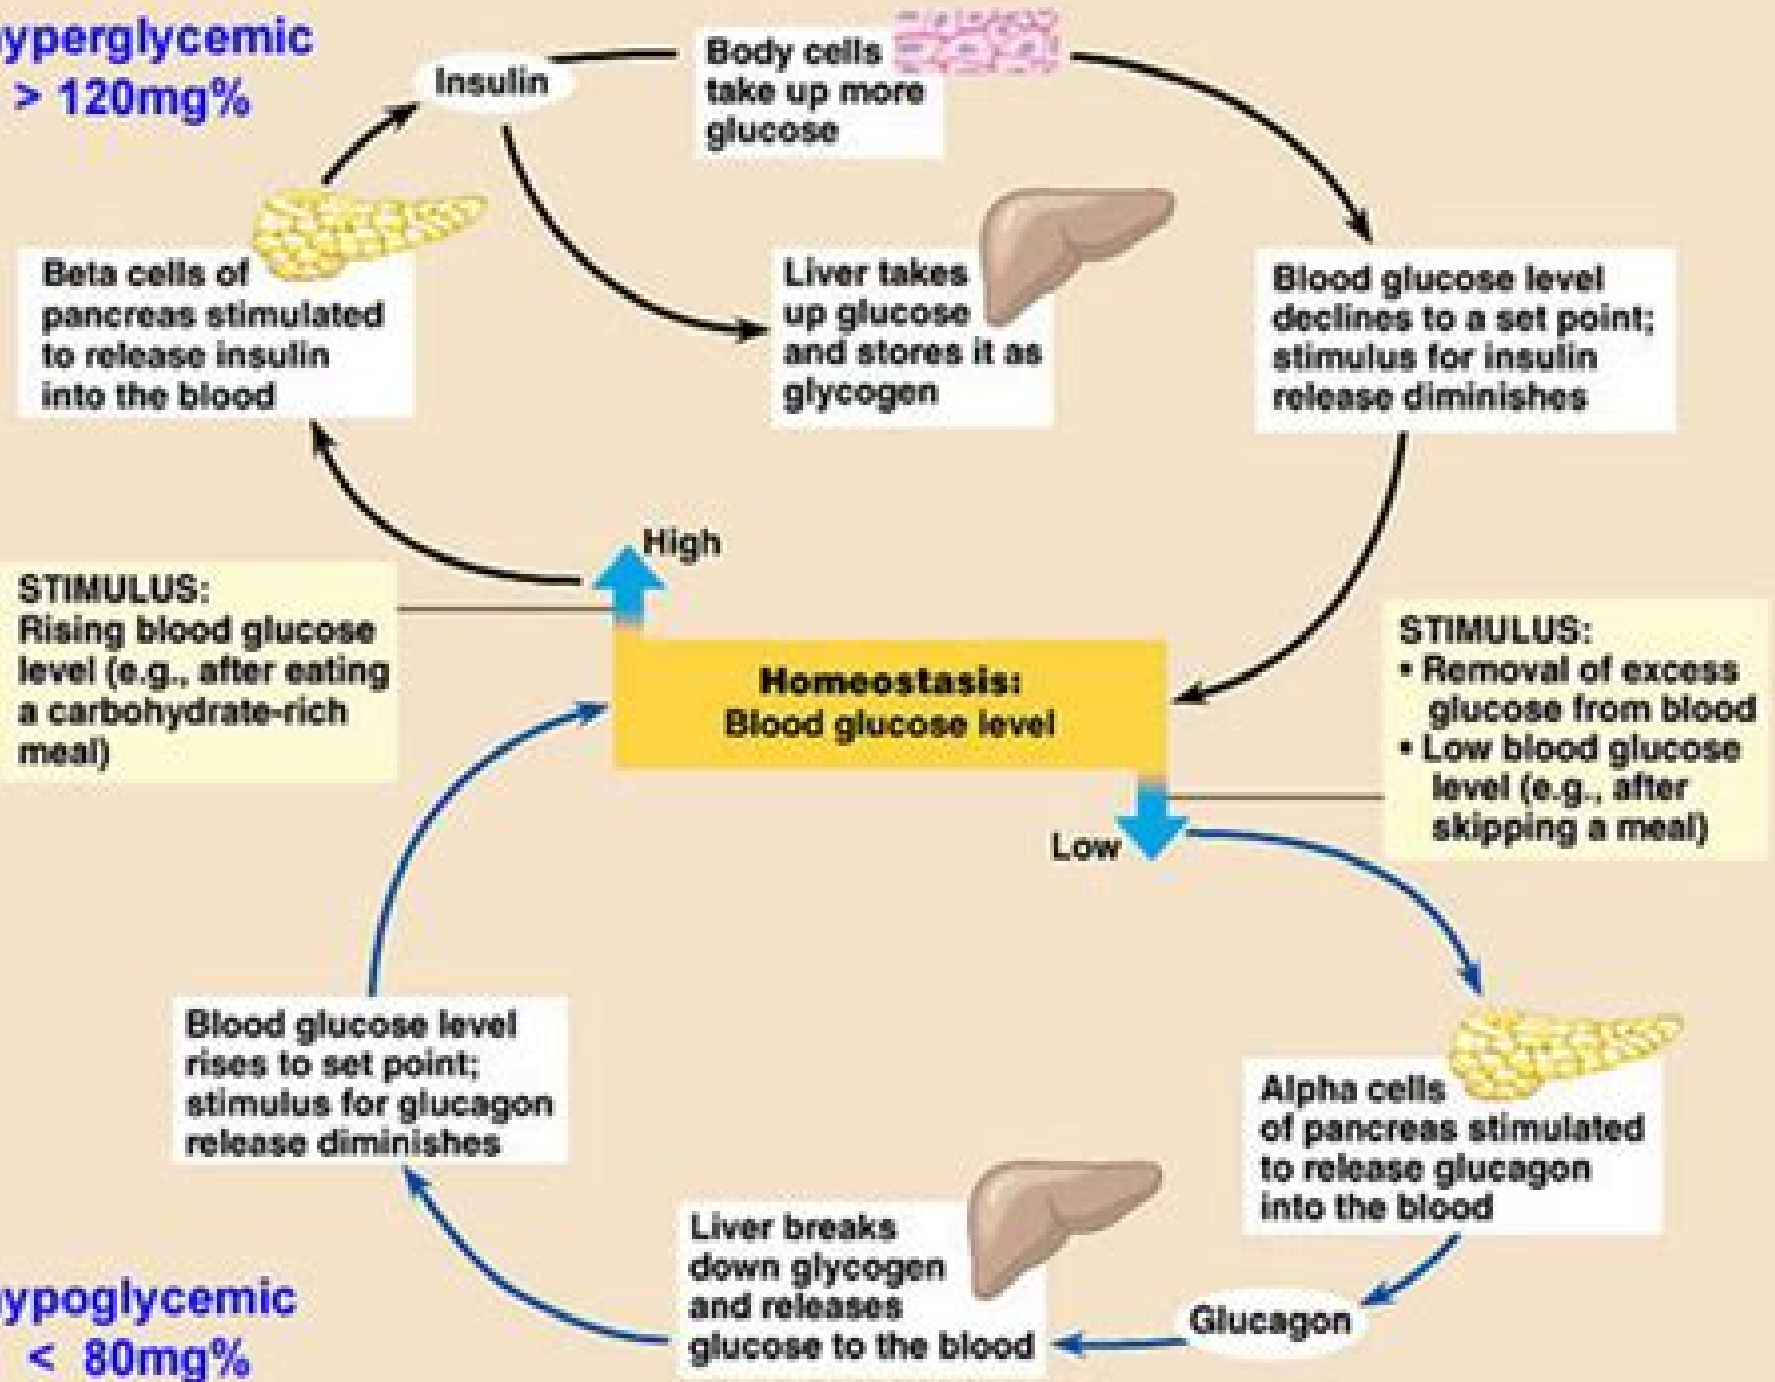 yperglycemic
> 120mg%
Insulin
Body cells
take up more
glucose
Beta cells of
pancreas stimulated
to release insulin
into the blood
Liver takes
up glucose
and stores it as
glycogen
Blood glucose level
declines to a set point;
stimulus for insulin
release diminishes
High
STIMULUS:
Rising blood glucose
level (e.g., after eating
a carbohydrate-rich
meal)
Homeostasis:
Blood glucose level
STIMULUS:
• Removal of excess
glucose from blood
• Low blood glucose
level (e.g., after
skipping a meal)
Low
Blood glucose level
rises to set point;
stimulus for glucagon
release diminishes
Alpha cells
of pancreas stimulated
to release glucagon
into the blood
Liver breaks
down glycogen
and releases
glucose to the blood
Glucagon
ypoglycemic
< 80mg%